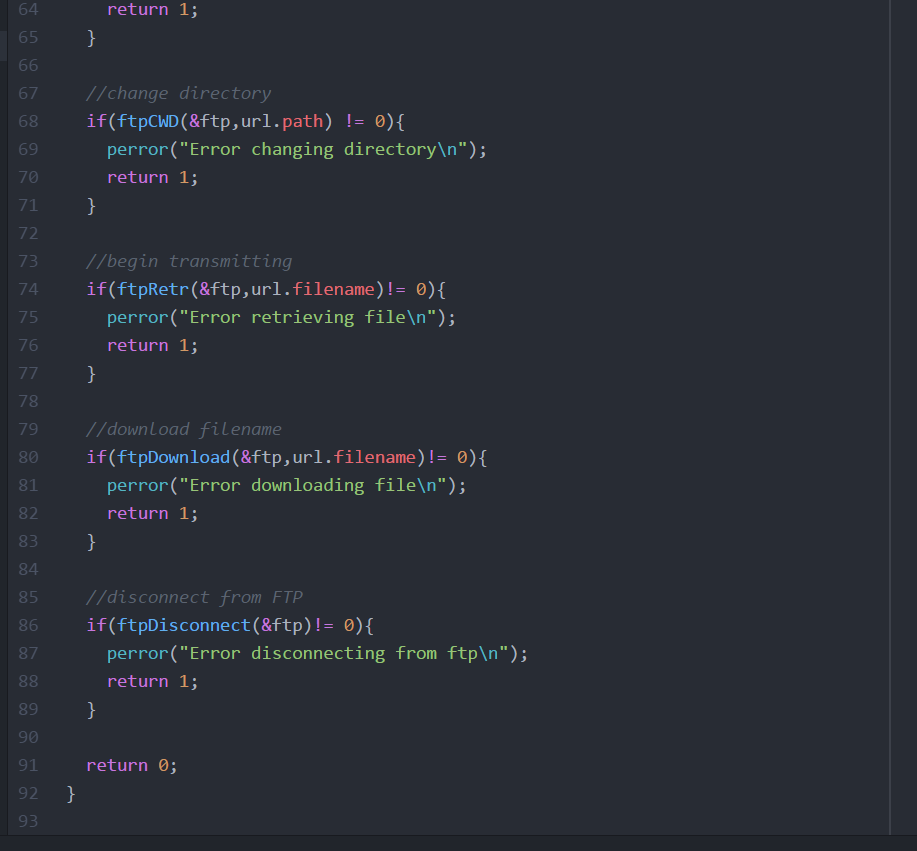 64 return 1;
65 }
66
67 //change directory
68 if(ftpCWD(&ftp,url.path) != 0){
69 perror("Error changing directory\n");
70 return 1;
71 }
72
73 //begin transmitting
74 if(ftpRetr(&ftp,url.filename)!= 0){
75 perror("Error retrieving file\n");
76 return 1;
77 }
78
79 //download filename
80 if(ftpDownload(&ftp,url.filename)!= 0){
81 perror("Error downloading file\n");
82 return 1;
83 }
84
85 //disconnect from FTP
86 if(ftpDisconnect(&ftp)!= 0){
87 perror("Error disconnecting from ftp\n");
88 return 1;
89 }
90
91 return 0;
92 }
93